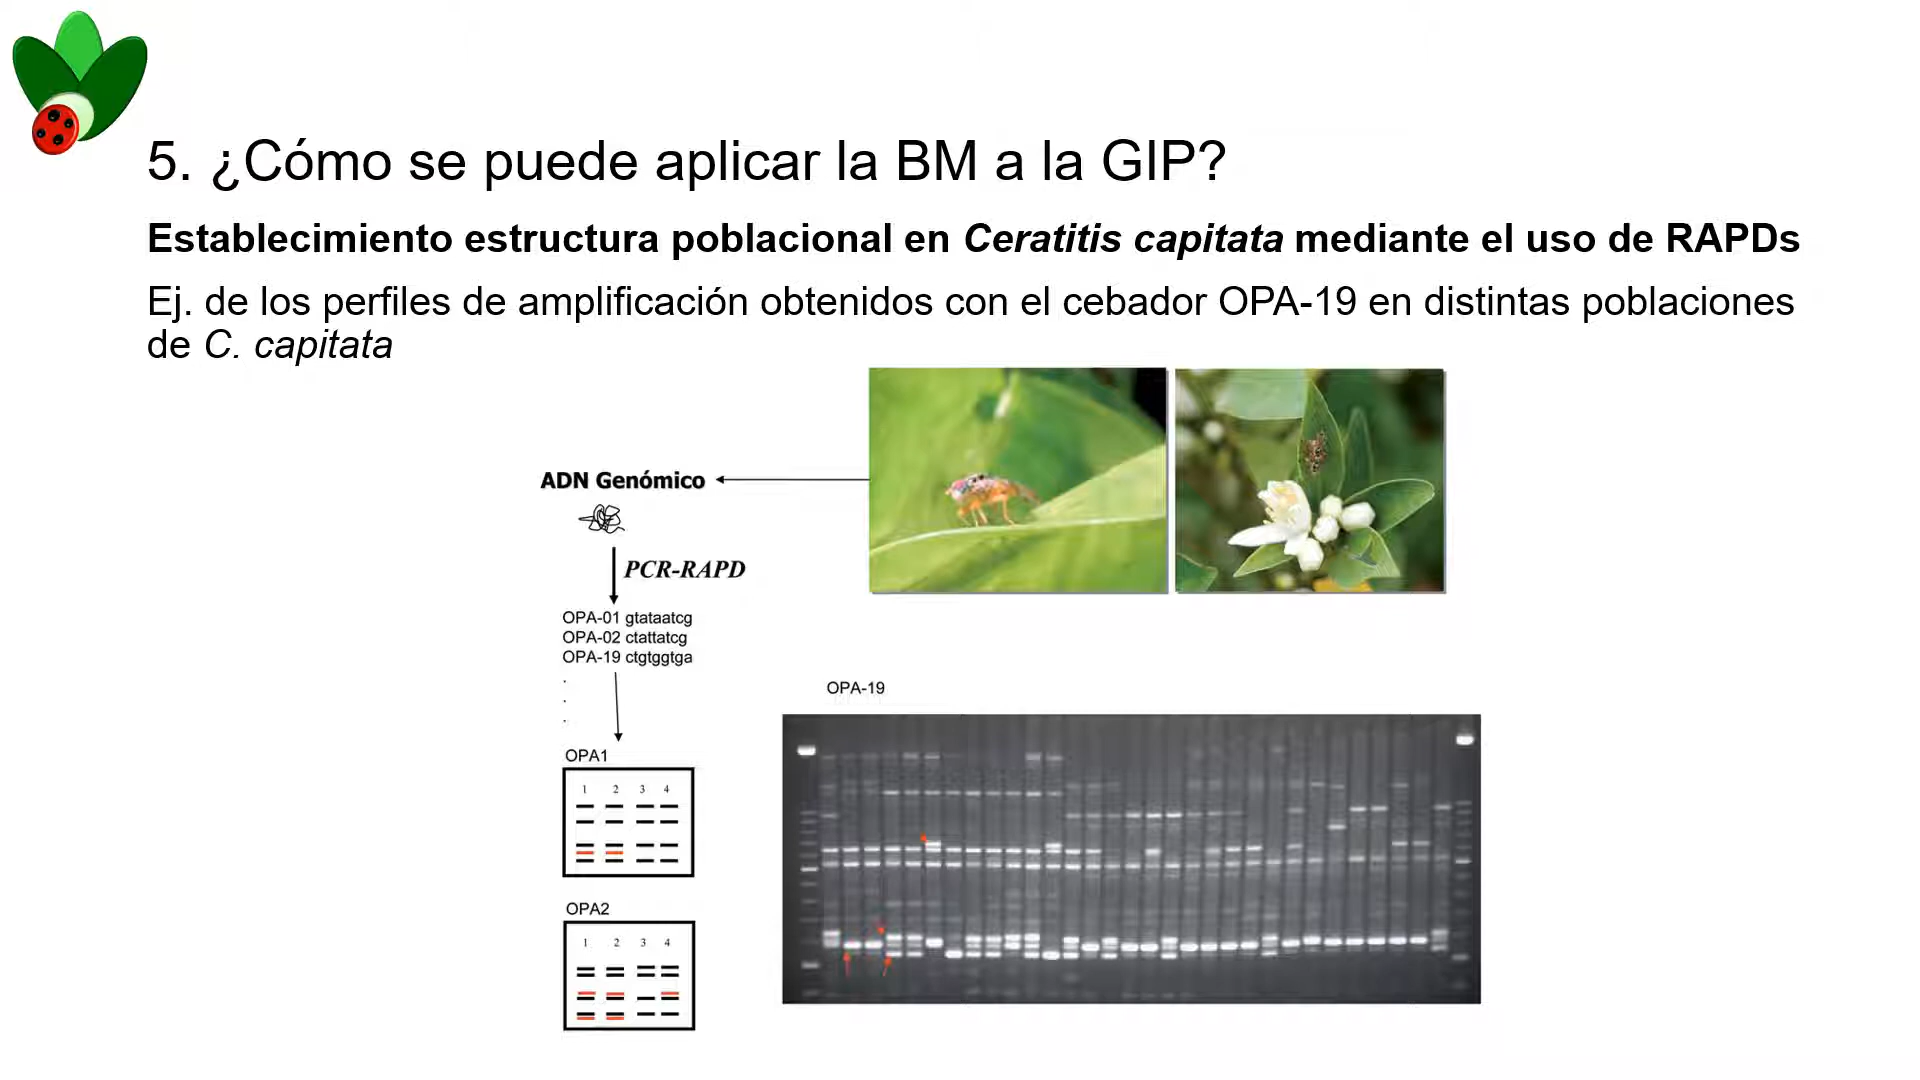 5. ¿Cómo se puede aplicar la BM a la GIP?
Establecimiento estructura poblacional en Ceratitis capitata mediante el uso de RAPDs
Ej. de los perfiles de amplificación obtenidos con el cebador OPA-19 en distintas poblaciones
de C. capitata
ADN Genómico
PCR-RAPD
OPA-01 gtataatcg
OPA-02 ctattatcg
OPA-19 ctgtggtga
.
.
.
OPA1
1 2 3 4
OPA2
1 2 3 4
OPA-19